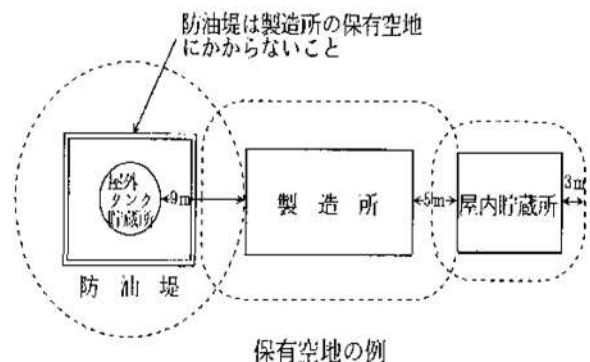 防油堤は製造所の保有空地
にかからないこと
屋外
タンク
貯蔵所
9m
製造所
5m
屋内貯蔵所
3m
防油堤
保有空地の例